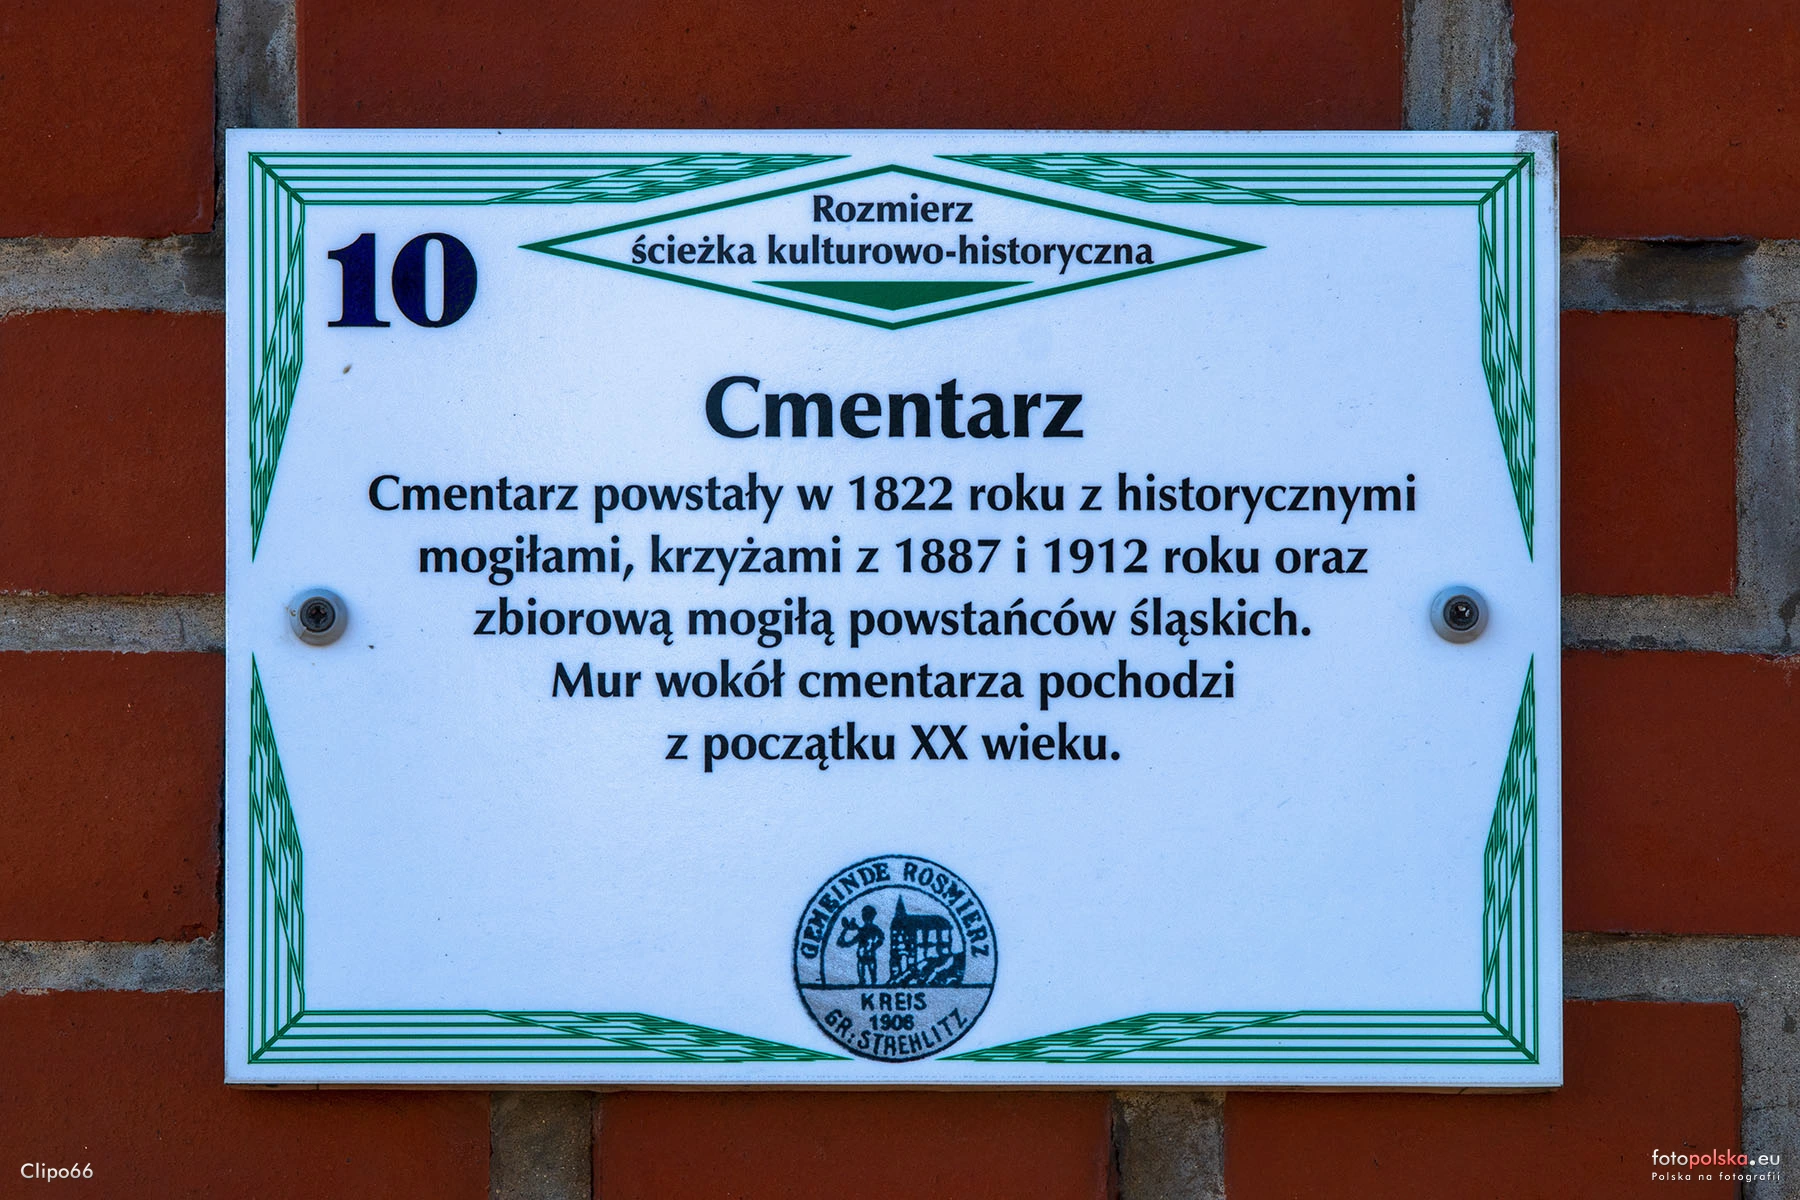 Rozmierz
ścieżka kulturowo-historyczna
10
Cmentarz
Cmentarz powstały w 1822 roku z historycznymi
mogiłami, krzyżami z 1887 i 1912 roku oraz
zbiorową mogiłą powstańców śląskich.
Mur wokół cmentarza pochodzi
z początku XX wieku.
GEMEINDE ROSMIERZ
KREIS
1906
GR: STREHLITZ
Clipo66
fotopolska.eu
Polska na fotografii